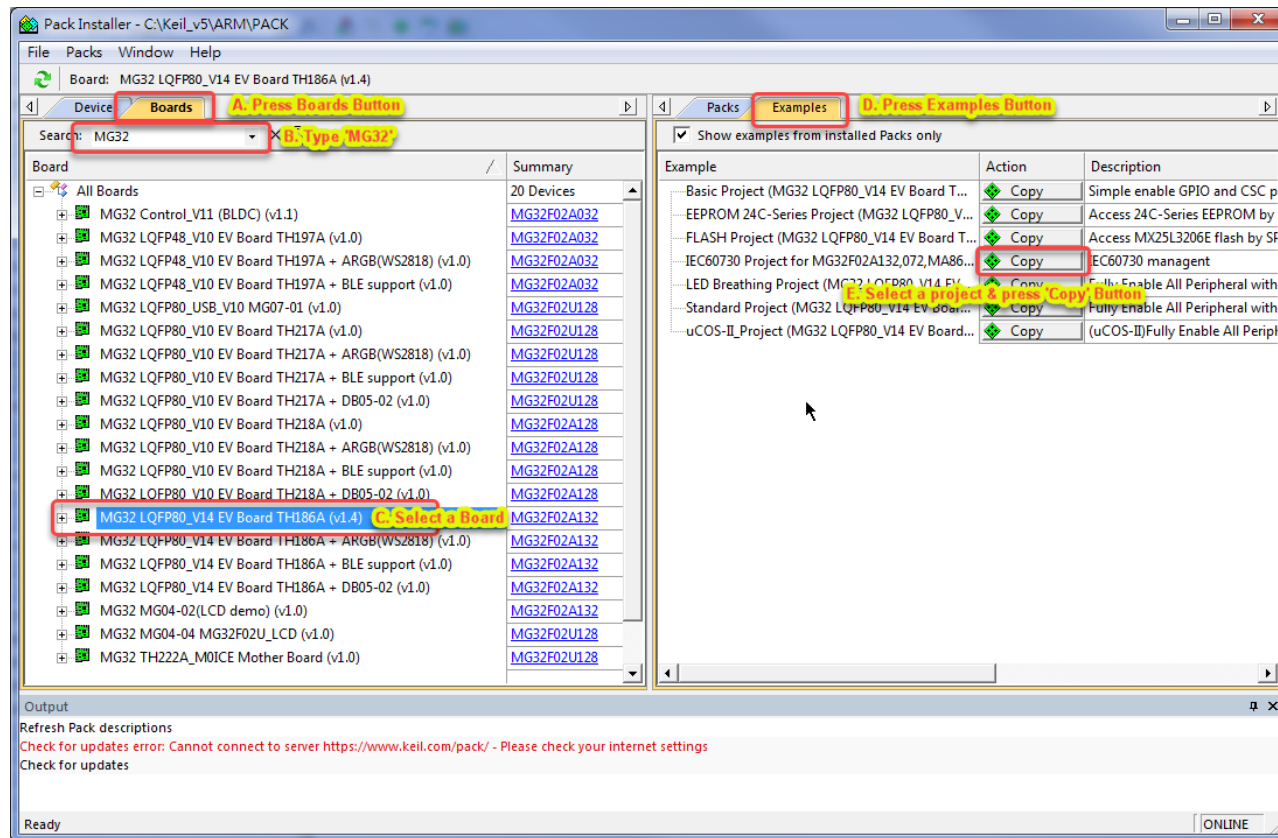 Pack Installer - C:\Keil_v5\ARM\PACK
File Packs Window Help
Board: MG32 LQFP80_V14 EV Board TH186A (v1.4)
Device Boards A. Press Boards Button
Packs Examples D. Press Examples Button
Search: MG32 B. Type 'MG32'
Show examples from installed Packs only
Board Summary
Example Action Description
All Boards 20 Devices
MG32 Control_V11 (BLDC) (v1.1) MG32F02A032
MG32 LQFP48_V10 EV Board TH197A (v1.0) MG32F02A032
MG32 LQFP48_V10 EV Board TH197A + ARGB(WS2818) (v1.0) MG32F02A032
MG32 LQFP48_V10 EV Board TH197A + BLE support (v1.0) MG32F02A032
MG32 LQFP80_USB_V10 MG07-01 (v1.0) MG32F02U128
MG32 LQFP80_V10 EV Board TH217A (v1.0) MG32F02U128
MG32 LQFP80_V10 EV Board TH217A + ARGB(WS2818) (v1.0) MG32F02U128
MG32 LQFP80_V10 EV Board TH217A + BLE support (v1.0) MG32F02U128
MG32 LQFP80_V10 EV Board TH217A + DB05-02 (v1.0) MG32F02U128
MG32 LQFP80_V10 EV Board TH218A (v1.0) MG32F02A128
MG32 LQFP80_V10 EV Board TH218A + ARGB(WS2818) (v1.0) MG32F02A128
MG32 LQFP80_V10 EV Board TH218A + BLE support (v1.0) MG32F02A128
MG32 LQFP80_V10 EV Board TH218A + DB05-02 (v1.0) MG32F02A128
MG32 LQFP80_V14 EV Board TH186A (v1.4) C. Select a Board MG32F02A132
MG32 LQFP80_V14 EV Board TH186A + ARGB(WS2818) (v1.0) MG32F02A132
MG32 LQFP80_V14 EV Board TH186A + BLE support (v1.0) MG32F02A132
MG32 LQFP80_V14 EV Board TH186A + DB05-02 (v1.0) MG32F02A132
MG32 MG04-02(LCD demo) (v1.0) MG32F02A132
MG32 MG04-04 MG32F02U_LCD (v1.0) MG32F02U128
MG32 TH222A_M0ICE Mother Board (v1.0) MG32F02U128
Basic Project (MG32 LQFP80_V14 EV Board T... Copy Simple enable GPIO and CSC p
EEPROM 24C-Series Project (MG32 LQFP80_V... Copy Access 24C-Series EEPROM by
FLASH Project (MG32 LQFP80_V14 EV Board T... Copy Access MX25L3206E flash by SP
IEC60730 Project for MG32F02A132,072,MA86... Copy IEC60730 managent
LED Breathing Project (MG32 LQFP80_V14 EV... Copy Fully Enable All Peripheral with
E. Select a project & press 'Copy' Button
Standard Project (MG32 LQFP80_V14 EV Boar... Copy Fully Enable All Peripheral with
uCOS-II_Project (MG32 LQFP80_V14 EV Board... Copy (uCOS-II)Fully Enable All Periph
Output
Refresh Pack descriptions
Check for updates error: Cannot connect to server https://www.keil.com/pack/ - Please check your internet settings
Check for updates
Ready ONLINE